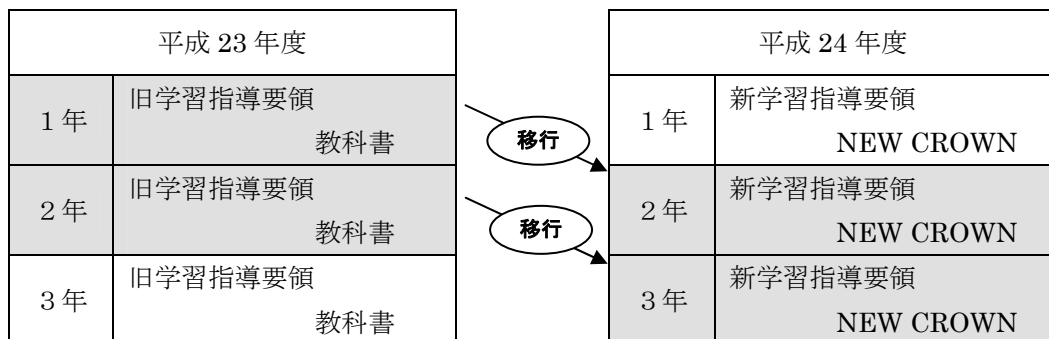 平成 23 年度
1 年
旧学習指導要領
教科書
2 年
旧学習指導要領
教科書
3 年
旧学習指導要領
教科書
移行
移行
平成 24 年度
1 年
新学習指導要領
NEW CROWN
2 年
新学習指導要領
NEW CROWN
3 年
新学習指導要領
NEW CROWN